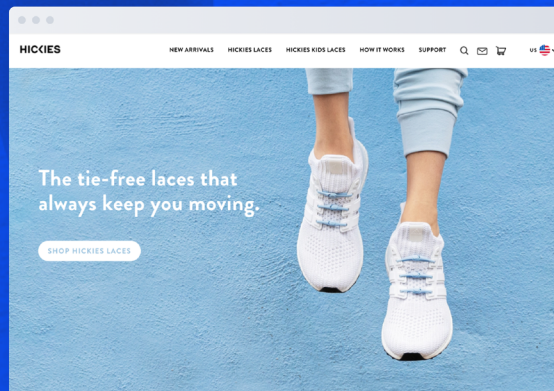 HICKIES
NEW ARRIVALS HICKIES LACES HICKIES KIDS LACES HOW IT WORKS SUPPORT US
The tie-free laces that
always keep you moving.
SHOP HICKIES LACES